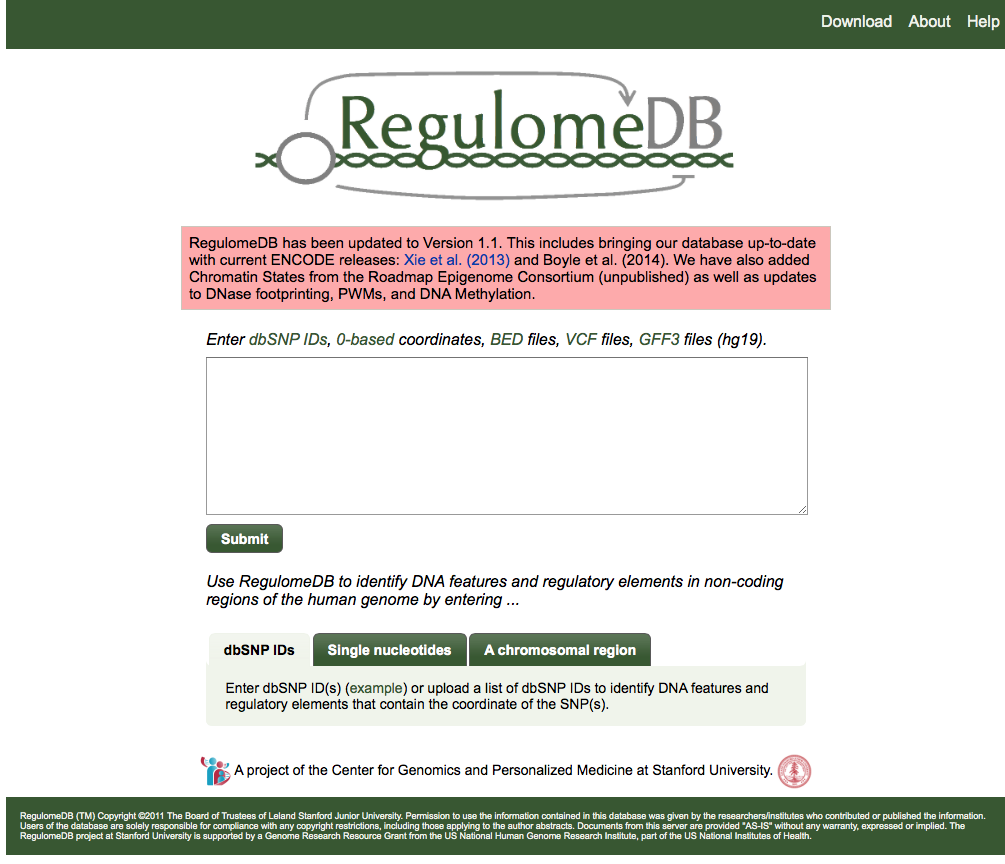 Download About Help
RegulomeDB
RegulomeDB has been updated to Version 1.1. This includes bringing our database up-to-date
with current ENCODE releases: Xie et al. (2013) and Boyle et al. (2014). We have also added
Chromatin States from the Roadmap Epigenome Consortium (unpublished) as well as updates
to DNase footprinting, PWMs, and DNA Methylation.
Enter dbSNP IDs, 0-based coordinates, BED files, VCF files, GFF3 files (hg19).
Submit
Use RegulomeDB to identify DNA features and regulatory elements in non-coding
regions of the human genome by entering ...
dbSNP IDs Single nucleotides A chromosomal region
Enter dbSNP ID(s) (example) or upload a list of dbSNP IDs to identify DNA features and
regulatory elements that contain the coordinate of the SNP(s).
A project of the Center for Genomics and Personalized Medicine at Stanford University.
RegulomeDB (TM) Copyright ©2011 The Board of Trustees of Leland Stanford Junior University. Permission to use the information contained in this database was given by the researchers/institutes who contributed or published the information.
Users of the database are solely responsible for compliance with any copyright restrictions, including those applying to the author abstracts. Documents from this server are provided "AS-IS" without any warranty, expressed or implied. The
RegulomeDB project at Stanford University is supported by a Genome Research Resource Grant from the US National Human Genome Research Institute, part of the US National Institutes of Health.